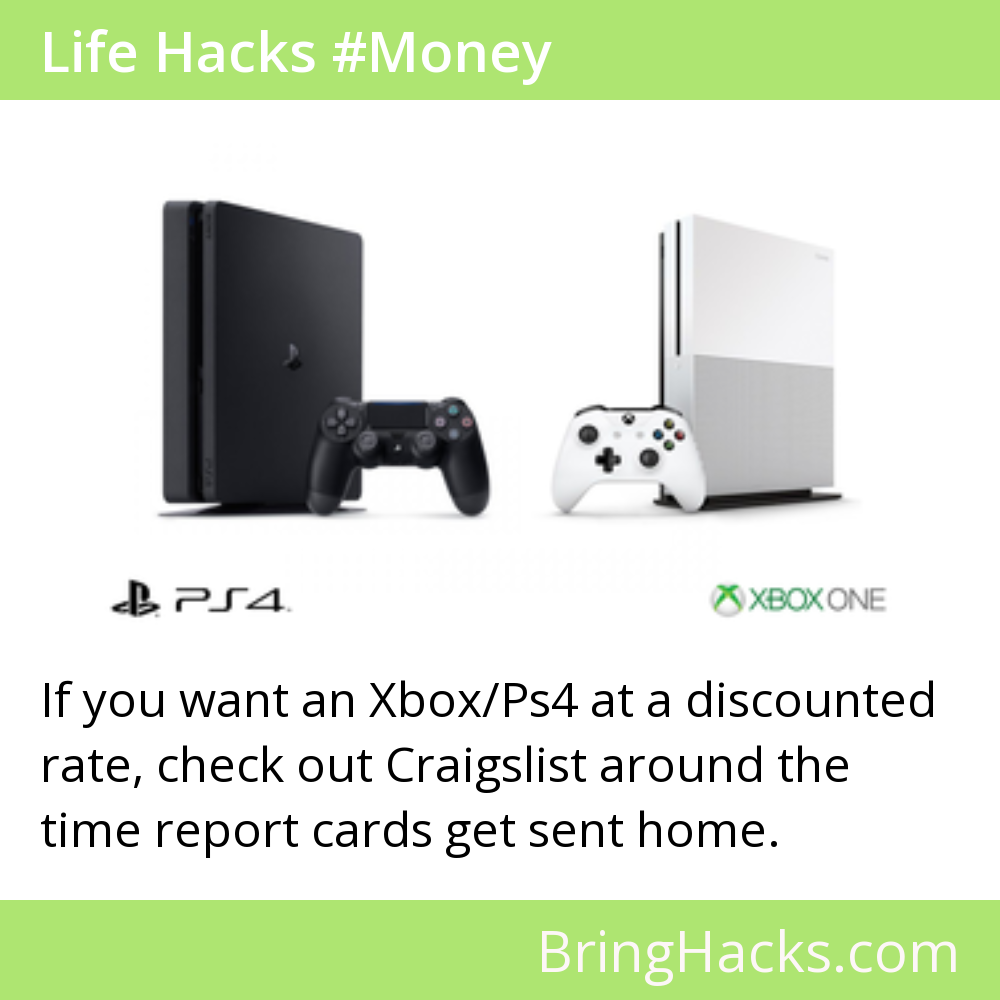 Life Hacks #Money
PS4
XBOX ONE
If you want an Xbox/Ps4 at a discounted
rate, check out Craigslist around the
time report cards get sent home.
BringHacks.com